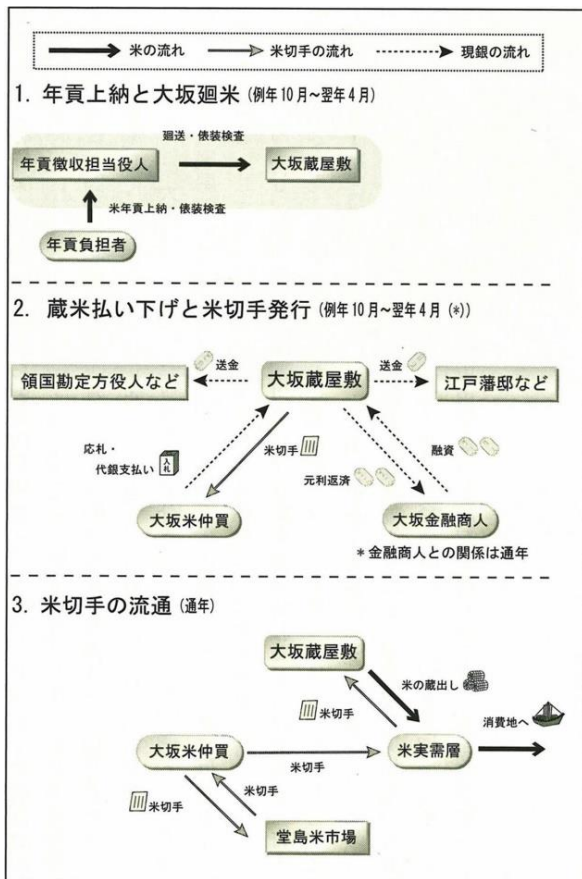 米の流れ 米切手の流れ 現銀の流れ
1. 年貢上納と大坂廻米 (例年10月～翌年4月)
廻送・俵装検査
年貢徴収担当役人 大坂蔵屋敷
米年貢上納・俵装検査
年貢負担者
2. 蔵米払い下げと米切手発行 (例年10月～翌年4月 (*))
送金 送金
領国勘定方役人など 大坂蔵屋敷 江戸藩邸など
応札・
代銀支払い
入札
米切手
融資
元利返済
大坂米仲買 大坂金融商人
*金融商人との関係は通年
3. 米切手の流通 (通年)
大坂蔵屋敷
米の蔵出し
米切手
消費地へ
大坂米仲買 米実需層
米切手
米切手
米切手
堂島米市場